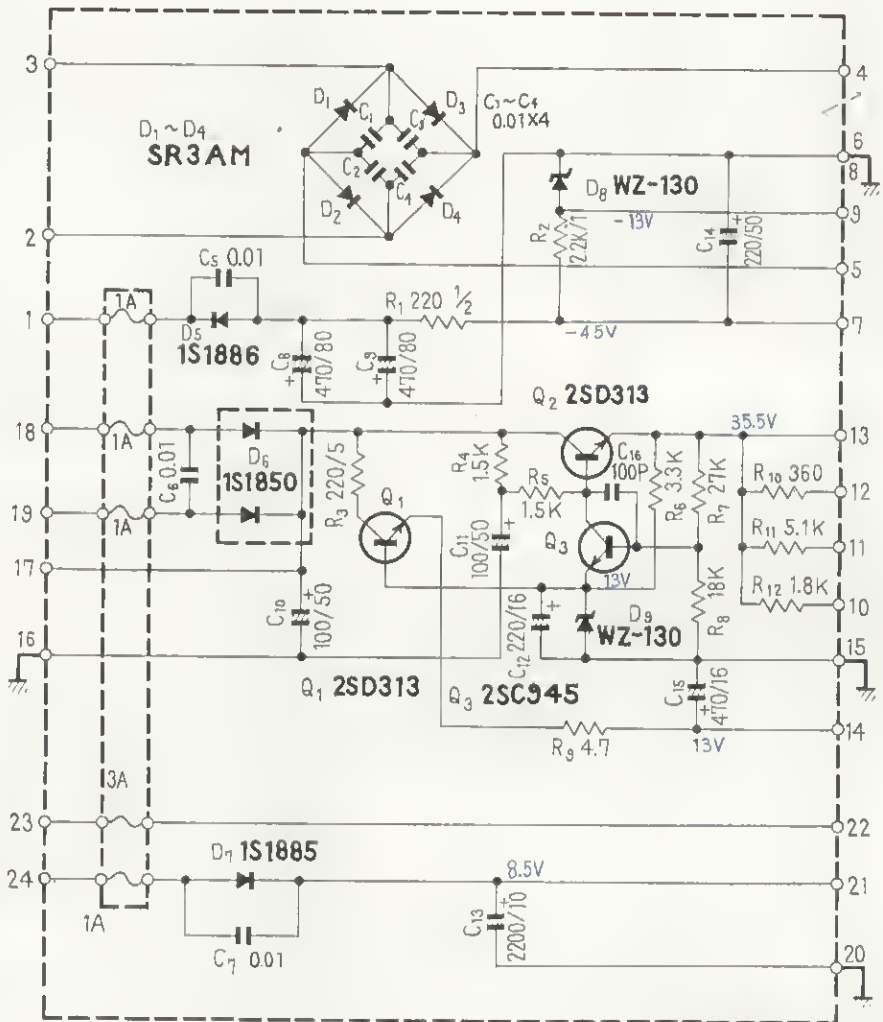 3
4
D₁
C₁
C₃
D₃
C₁~C₄
0.01X4
D₁~D₄
SR3AM
C₂
C₄
D₂
D₄
6
8
D₈ WZ-130
-13V
9
R₂
2.2K/1
C₁₄
+
220/50
2
5
C₅ 0.01
1A
R₁ 220 ½
1
7
D₅
1S1886
-45V
C₈
+
470/80
C₉
+
470/80
Q₂ 2SD313
18
35.5V
13
1A
C₆ 0.01
D₆
1S1850
R₃ 220/5
R₄
1.5K
C₁₆
100P
R₆ 3.3K
R₇ 27K
R₁₀ 360
12
19
1A
Q₁
R₅
1.5K
C₁₁
+
100/50
Q₃
R₁₁ 5.1K
11
17
13V
R₈
18K
R₁₂ 1.8K
10
C₁₀
+
100/50
C₁₂ 220/16
+
D₉
WZ-130
16
15
Q₁ 2SD313
Q₃ 2SC945
C₁₅
+
470/16
R₉ 4.7
13V
14
3A
23
22
D₇ 1S1885
24
8.5V
21
1A
C₁₃
+
2200/10
C₇ 0.01
20